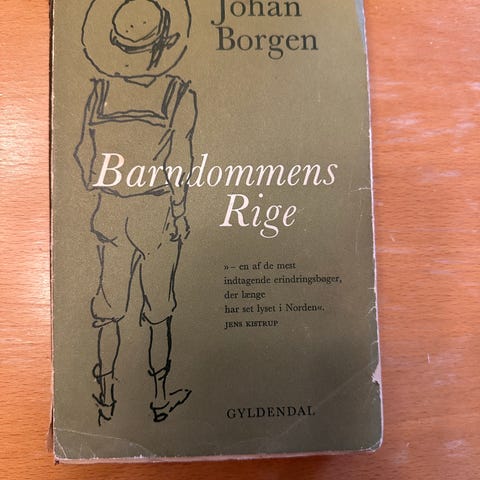 Johan
Borgen
Barndommens
Rige
»– en af de mest
indtagende erindringsbøger,
der længe
har set lyset i Norden«.
JENS KISTRUP
GYLDENDAL